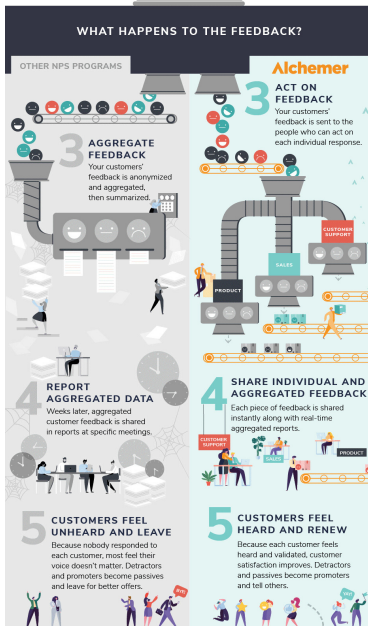 WHAT HAPPENS TO THE FEEDBACK?
OTHER NPS PROGRAMS
3
AGGREGATE
FEEDBACK
Your customers'
feedback is anonymized
and aggregated,
then summarized.
4
REPORT
AGGREGATED DATA
Weeks later, aggregated
customer feedback is shared
in reports at specific meetings.
5
CUSTOMERS FEEL
UNHEARD AND LEAVE
Because nobody responded to
each customer, most feel their
voice doesn't matter. Detractors
and promoters become passives
and leave for better offers.
BYE!
Alchemer
3
ACT ON
FEEDBACK
Your customers'
feedback is sent to the
people who can act on
each individual response.
CUSTOMER
SUPPORT
SALES
PRODUCT
4
SHARE INDIVIDUAL AND
AGGREGATED FEEDBACK
Each piece of feedback is shared
instantly along with real-time
aggregated reports.
CUSTOMER
SUPPORT
SALES
PRODUCT
5
CUSTOMERS FEEL
HEARD AND RENEW
Because each customer feels
heard and validated, customer
satisfaction improves. Detractors
and passives become promoters
and tell others.
YES!